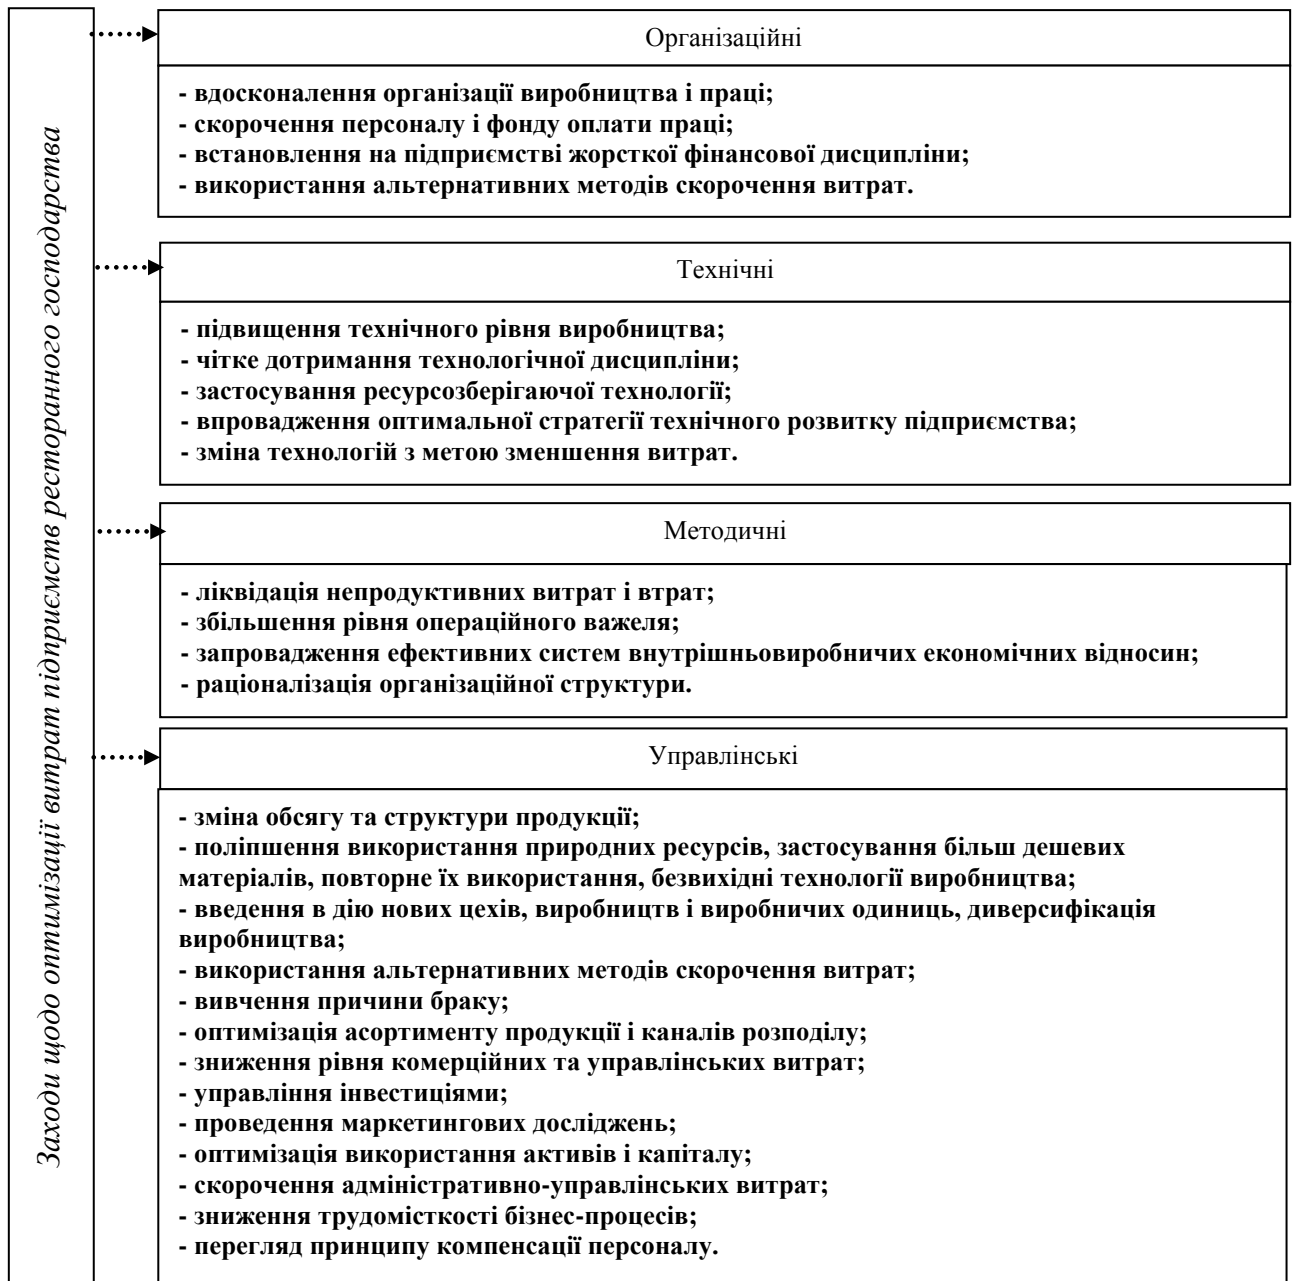 Заходи щодо оптимізації витрат підприємств ресторанного господарства
Організаційні
- вдосконалення організації виробництва і праці;
- скорочення персоналу і фонду оплати праці;
- встановлення на підприємстві жорсткої фінансової дисципліни;
- використання альтернативних методів скорочення витрат.
Технічні
- підвищення технічного рівня виробництва;
- чітке дотримання технологічної дисципліни;
- застосування ресурсозберігаючої технології;
- впровадження оптимальної стратегії технічного розвитку підприємства;
- зміна технологій з метою зменшення витрат.
Методичні
- ліквідація непродуктивних витрат і втрат;
- збільшення рівня операційного важеля;
- запровадження ефективних систем внутрішньовиробничих економічних відносин;
- раціоналізація організаційної структури.
Управлінські
- зміна обсягу та структури продукції;
- поліпшення використання природних ресурсів, застосування більш дешевих
матеріалів, повторне їх використання, безвихідні технології виробництва;
- введення в дію нових цехів, виробництв і виробничих одиниць, диверсифікація
виробництва;
- використання альтернативних методів скорочення витрат;
- вивчення причини браку;
- оптимізація асортименту продукції і каналів розподілу;
- зниження рівня комерційних та управлінських витрат;
- управління інвестиціями;
- проведення маркетингових досліджень;
- оптимізація використання активів і капіталу;
- скорочення адміністративно-управлінських витрат;
- зниження трудомісткості бізнес-процесів;
- перегляд принципу компенсації персоналу.